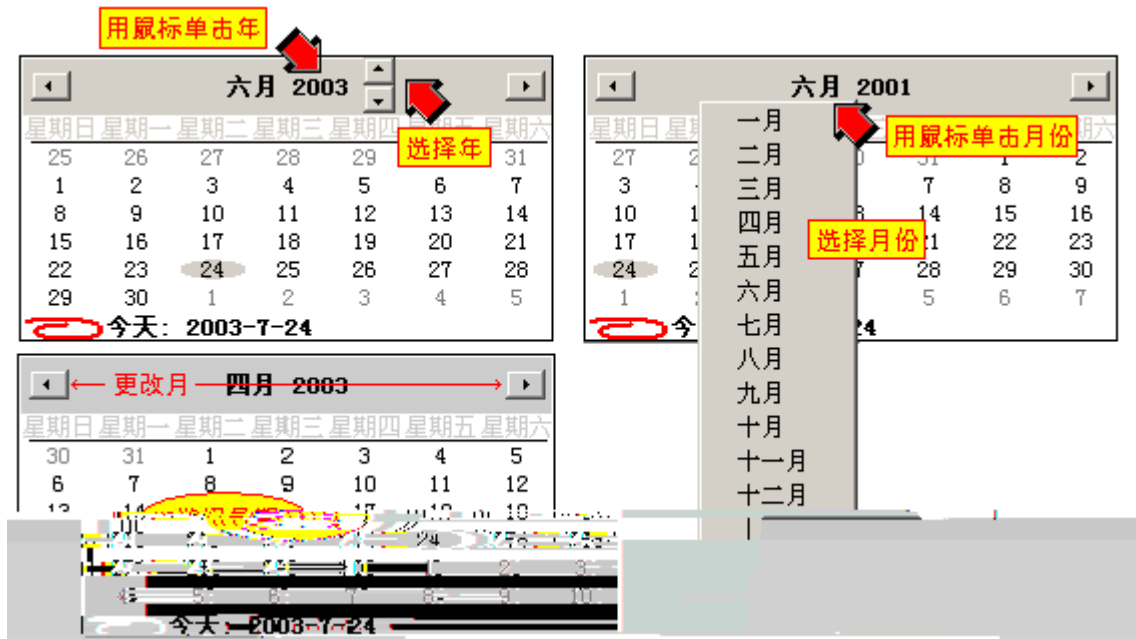 用鼠标单击年
六月 2003
选择年
星期日 星期一 星期二 星期三 星期四 星期六
25 26 27 28 29 31
1 2 3 4 5 6 7
8 9 10 11 12 13 14
15 16 17 18 19 20 21
22 23 24 25 26 27 28
29 30 1 2 3 4 5
今天: 2003-7-24
六月 2001
用鼠标单击月份
选择月份
星期日
27 1 2
3 7 8 9
10 14 15 16
17 22 23
24 28 29 30
1 5 6 7
今
一月
二月
三月
四月
五月
六月
七月
八月
九月
十月
十一月
十二月
更改月
四月 2003
星期日 星期一 星期二 星期三 星期四 星期五 星期六
30 31 1 2 3 4 5
6 7 8 9 10 11 12
24
今天: 2003-7-24